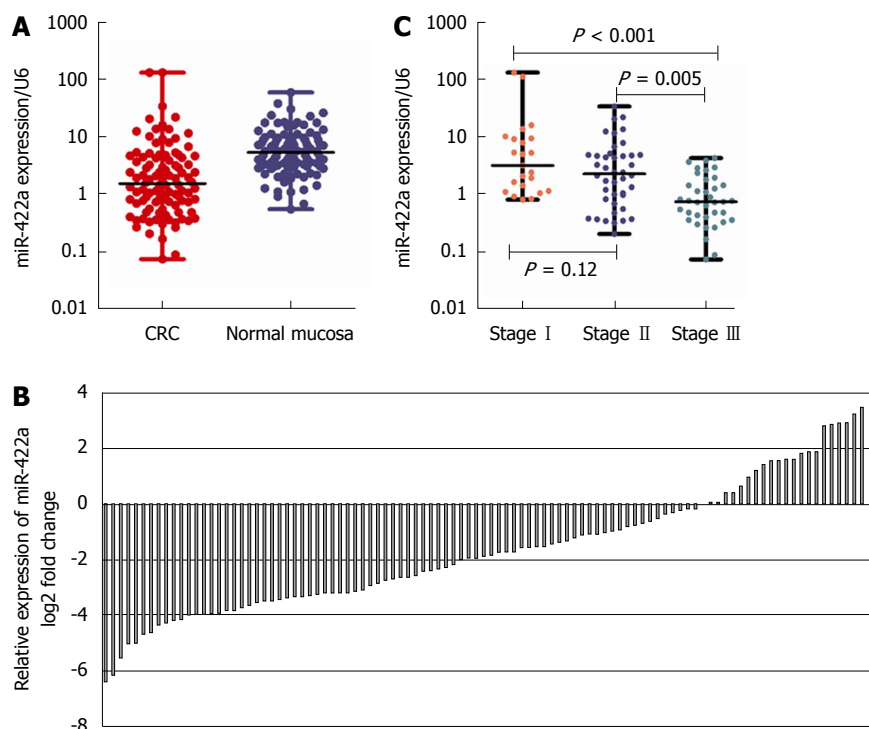 A
miR-422a expression/U6
1000
100
10
1
0.1
0.01
CRC
Normal mucosa
C
miR-422a expression/U6
1000
100
10
1
0.1
0.01
P < 0.001
P = 0.005
P = 0.12
Stage Ⅰ
Stage Ⅱ
Stage Ⅲ
B
Relative expression of miR-422a
log2 fold change
4
2
0
-2
-4
-6
-8